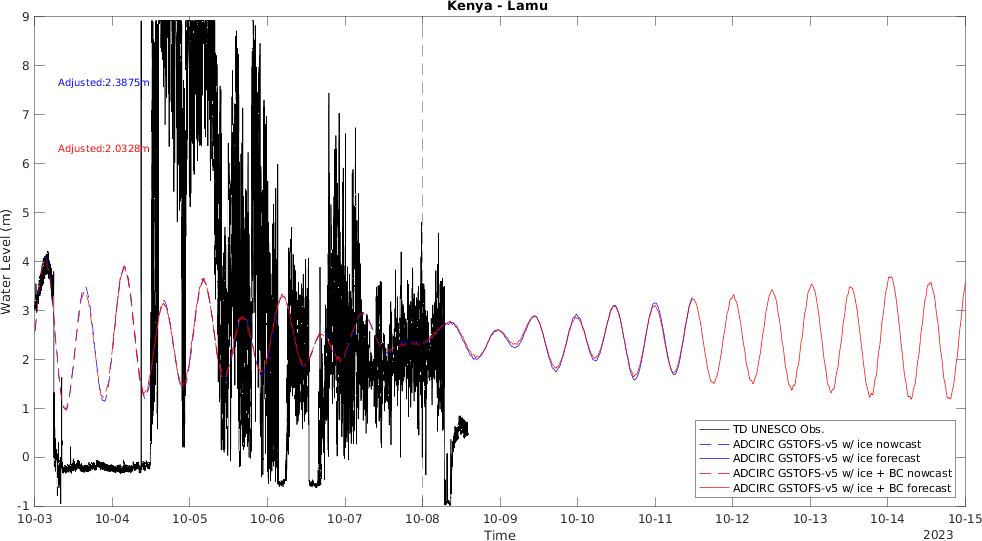 Kenya - Lamu
9
8
7
6
5
4
3
2
1
0
-1
Water Level (m)
Adjusted:2.3875m
Adjusted:2.0328m
TD UNESCO Obs.
ADCIRC GSTOFS-v5 w/ ice nowcast
ADCIRC GSTOFS-v5 w/ ice forecast
ADCIRC GSTOFS-v5 w/ ice + BC nowcast
ADCIRC GSTOFS-v5 w/ ice + BC forecast
10-03 10-04 10-05 10-06 10-07 10-08 10-09 10-10 10-11 10-12 10-13 10-14 10-15
Time
2023